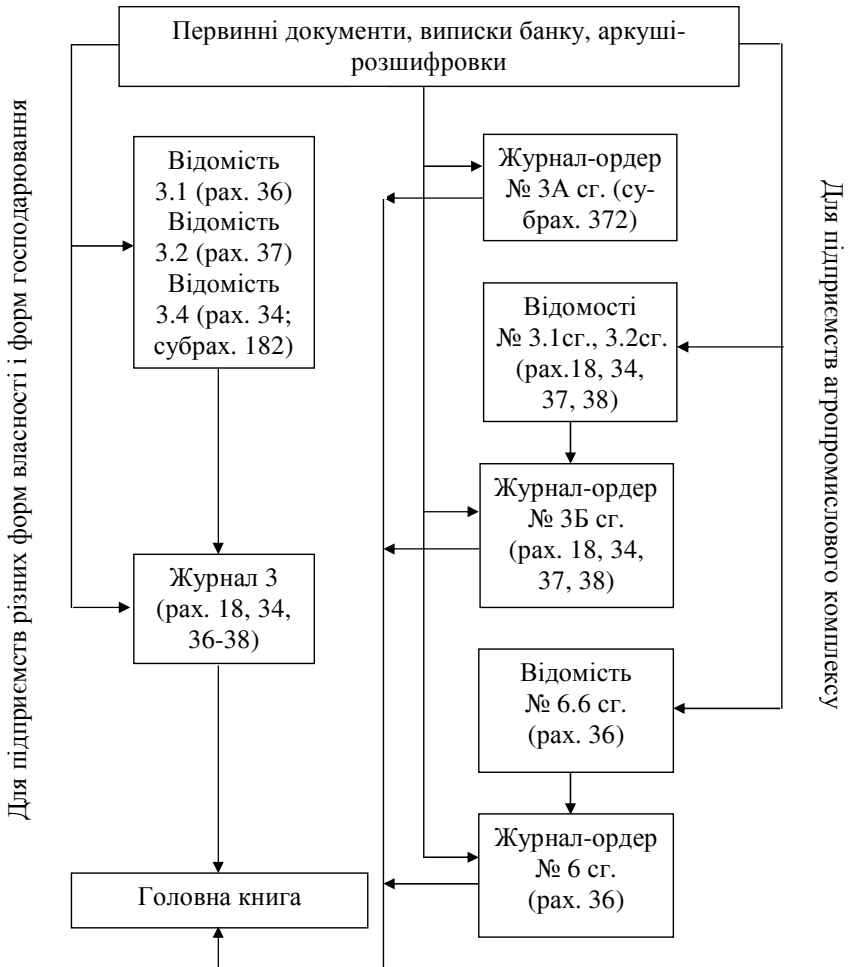 Первинні документи, виписки банку, аркуші-
розшифровки
Для підприємств різних форм власності і форм господарювання
Відомість
3.1 (рах. 36)
Відомість
3.2 (рах. 37)
Відомість
3.4 (рах. 34;
субрах. 182)
Журнал 3
(рах. 18, 34,
36-38)
Головна книга
Журнал-ордер
№ 3А сг. (су-
брах. 372)
Відомості
№ 3.1сг., 3.2сг.
(рах.18, 34,
37, 38)
Журнал-ордер
№ 3Б сг.
(рах. 18, 34,
37, 38)
Відомість
№ 6.6 сг.
(рах. 36)
Журнал-ордер
№ 6 сг.
(рах. 36)
Для підприємств агропромислового комплексу